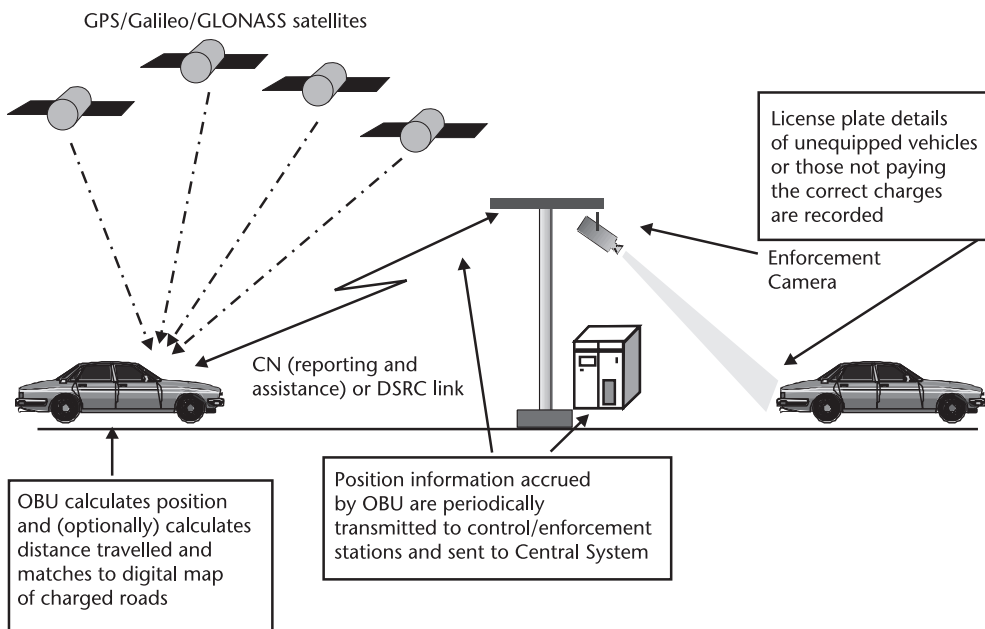 GPS/Galileo/GLONASS satellites
License plate details
of unequipped vehicles
or those not paying
the correct charges
are recorded
Enforcement
Camera
CN (reporting and
assistance) or DSRC link
OBU calculates position
and (optionally) calculates
distance travelled and
matches to digital map
of charged roads
Position information accrued
by OBU are periodically
transmitted to control/enforcement
stations and sent to Central System